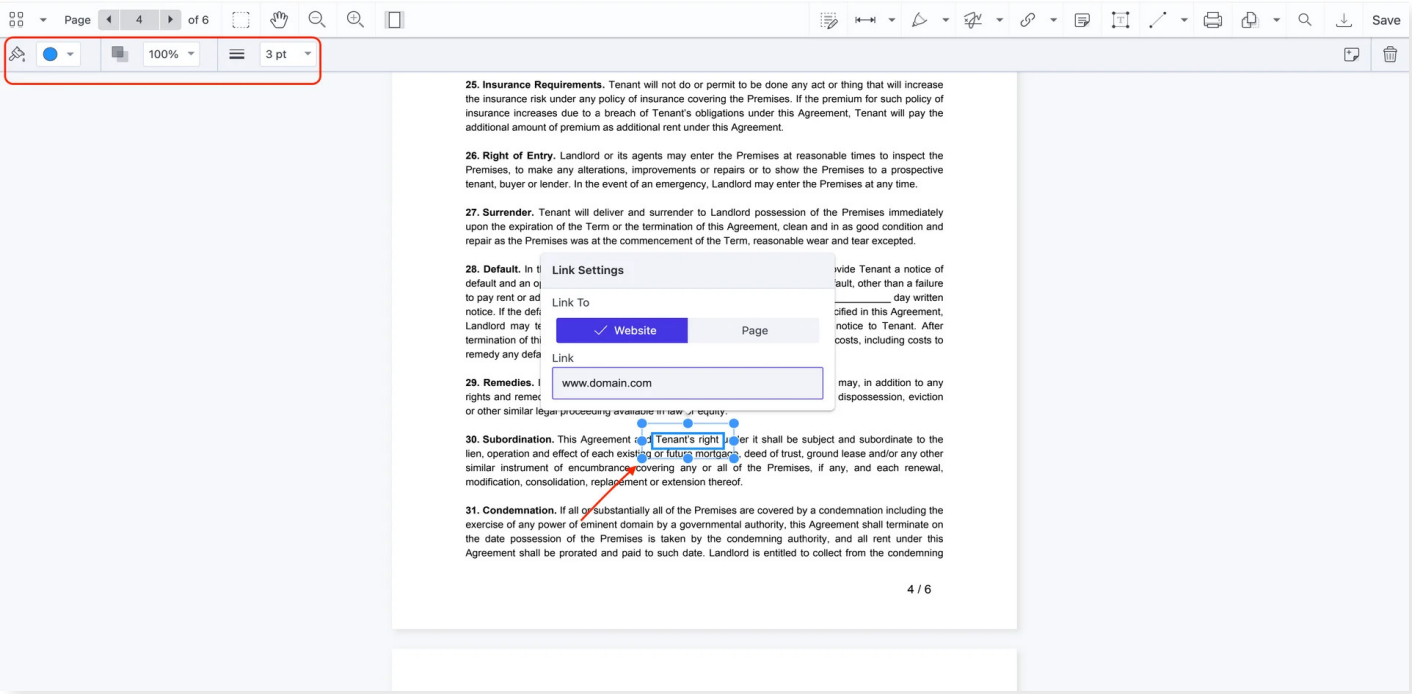 Page 4 of 6 Save
100% 3 pt
25. Insurance Requirements. Tenant will not do or permit to be done any act or thing that will increase
the insurance risk under any policy of insurance covering the Premises. If the premium for such policy of
insurance increases due to a breach of Tenant's obligations under this Agreement, Tenant will pay the
additional amount of premium as additional rent under this Agreement.
26. Right of Entry. Landlord or its agents may enter the Premises at reasonable times to inspect the
Premises, to make any alterations, improvements or repairs or to show the Premises to a prospective
tenant, buyer or lender. In the event of an emergency, Landlord may enter the Premises at any time.
27. Surrender. Tenant will deliver and surrender to Landlord possession of the Premises immediately
upon the expiration of the Term or the termination of this Agreement, clean and in as good condition and
repair as the Premises was at the commencement of the Term, reasonable wear and tear excepted.
28. Default. In Tenant a notice of
default and an other than a failure
to pay rent or day written
notice. If the in this Agreement,
Landlord may notice to Tenant. After
termination of costs, including costs to
remedy any
Link Settings
Link To
Website Page
Link
www.domain.com
29. Remedies. may, in addition to any
rights and dispossession, eviction
or other similar legal proceeding available in law or equity.
30. Subordination. This Agreement and Tenant's right under it shall be subject and subordinate to the
lien, operation and effect of each existing or future mortgage, deed of trust, ground lease and/or any other
similar instrument of encumbrance covering any or all of the Premises, if any, and each renewal,
modification, consolidation, replacement or extension thereof.
31. Condemnation. If all or substantially all of the Premises are covered by a condemnation including the
exercise of any power of eminent domain by a governmental authority, this Agreement shall terminate on
the date possession of the Premises is taken by the condemning authority, and all rent under this
Agreement shall be prorated and paid to such date. Landlord is entitled to collect from the condemning
4 / 6